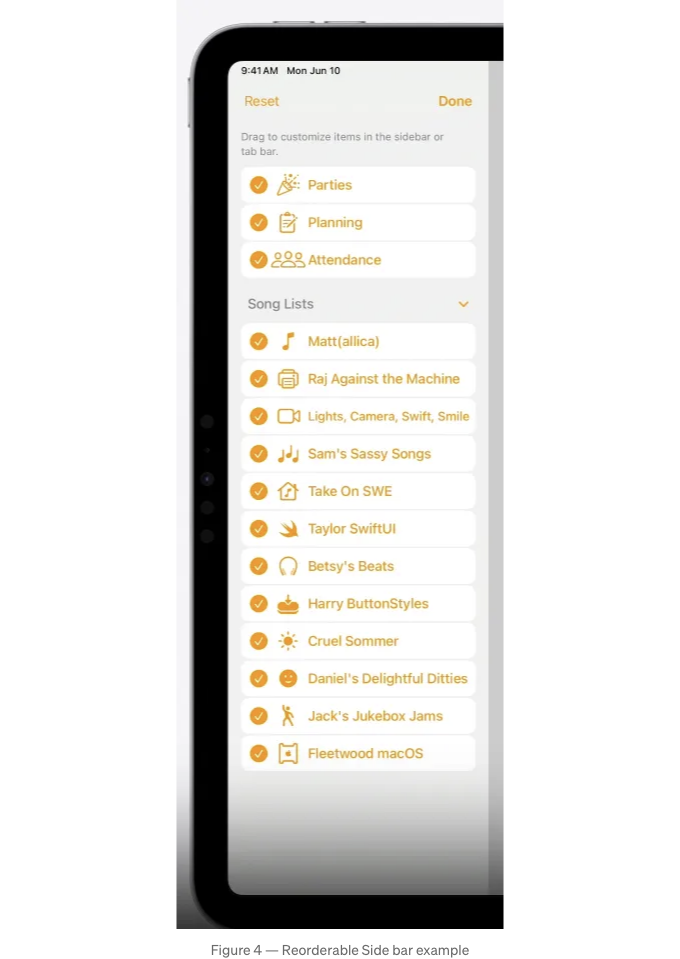 9:41 AM Mon Jun 10
Reset Done
Drag to customize items in the sidebar or
tab bar.
Parties
Planning
Attendance
Song Lists
Matt(allica)
Raj Against the Machine
Lights, Camera, Swift, Smile
Sam's Sassy Songs
Take On SWE
Taylor SwiftUI
Betsy's Beats
Harry ButtonStyles
Cruel Sommer
Daniel's Delightful Ditties
Jack's Jukebox Jams
Fleetwood macOS
Figure 4 — Reorderable Side bar example